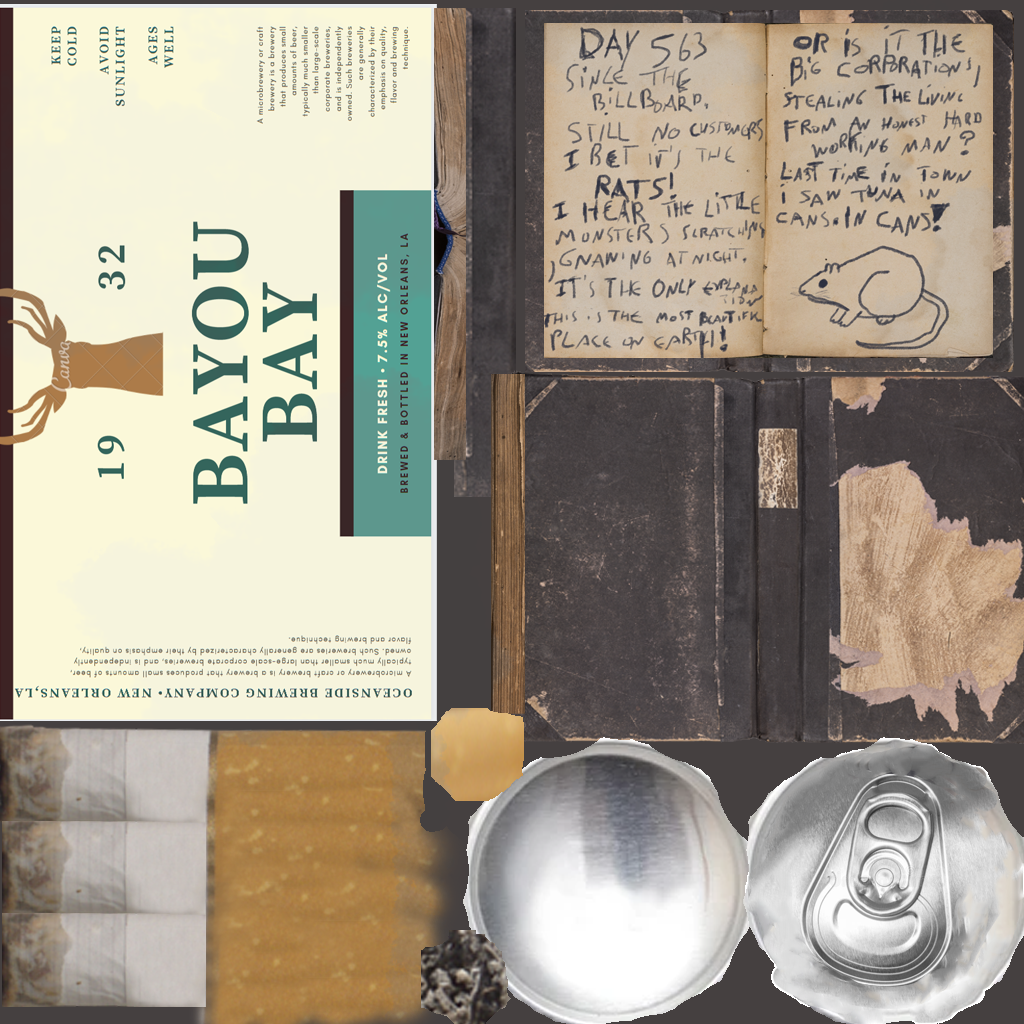 KEEP
COLD
AVOID
SUNLIGHT
AGES
WELL
A microbrewery or craft
brewery is a brewery
that produces small
amounts of beer,
typically much smaller
than large-scale
corporate breweries,
and is independently
owned. Such breweries
are generally
characterized by their
emphasis on quality,
flavor and brewing
technique.
19 32
Canva
BAYOU
BAY
DRINK FRESH • 7.5% ALC/VOL
BREWED & BOTTLED IN NEW ORLEANS, LA
OCEANSIDE BREWING COMPANY• NEW ORLEANS,LA
A microbrewery or craft brewery is a brewery that produces small amounts of beer,
typically much smaller than large-scale corporate breweries, and is independently
owned. Such breweries are generally characterized by their emphasis on quality,
flavor and brewing technique.
DAY 563
SINCE THE
BILLBOARD.
STILL NO CUSTOMERS
I BET IT'S THE
RATS!
I HEAR THE LITTLE
MONSTERS SCRATCHING
, GNAWING AT NIGHT.
IT'S THE ONLY EXPLANA
TION
THIS IS THE MOST BEAUTIFUL
PLACE ON EARTH!
OR IS IT THE
BIG CORPORATIONS,
STEALING THE LIVING
FROM AN HONEST HARD
WORKING MAN?
LAST TIME IN TOWN
I SAW TUNA IN
CANS. IN CANS!